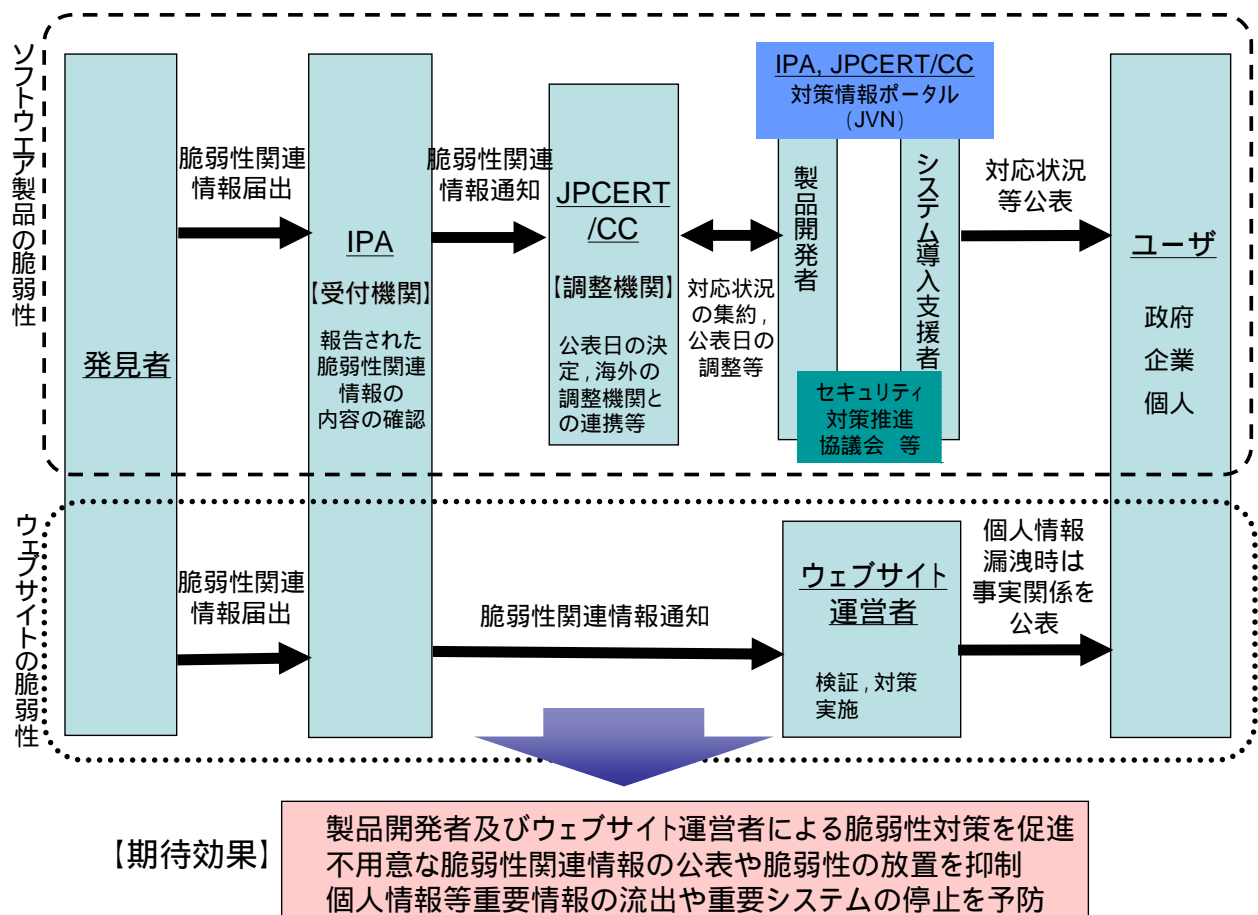 ソフトウエア製品の脆弱性
発見者
脆弱性関連
情報届出
IPA
【受付機関】
報告された
脆弱性関連
情報の
内容の確認
脆弱性関連
情報通知
JPCERT
/CC
【調整機関】
公表日の決
定,海外の
調整機関と
の連携等
対応状況
の集約,
公表日の
調整等
IPA, JPCERT/CC
対策情報ポータル
(JVN)
製品開発者
システム導入支援者
セキュリティ
対策推進
協議会 等
対応状況
等公表
ユーザ
政府
企業
個人
ウェブサイトの脆弱性
脆弱性関連
情報届出
脆弱性関連情報通知
ウェブサイト
運営者
検証,対策
実施
個人情報
漏洩時は
事実関係を
公表
【期待効果】
製品開発者及びウェブサイト運営者による脆弱性対策を促進
不用意な脆弱性関連情報の公表や脆弱性の放置を抑制
個人情報等重要情報の流出や重要システムの停止を予防